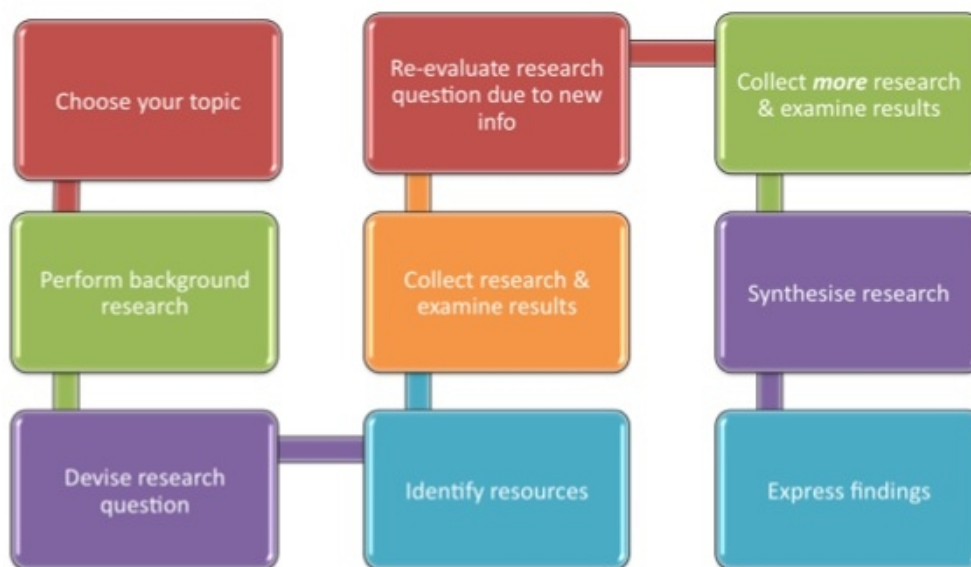 Choose your topic
Perform background
research
Devise research
question
Identify resources
Collect research &
examine results
Re-evaluate research
question due to new
info
Collect more research
& examine results
Synthesise research
Express findings